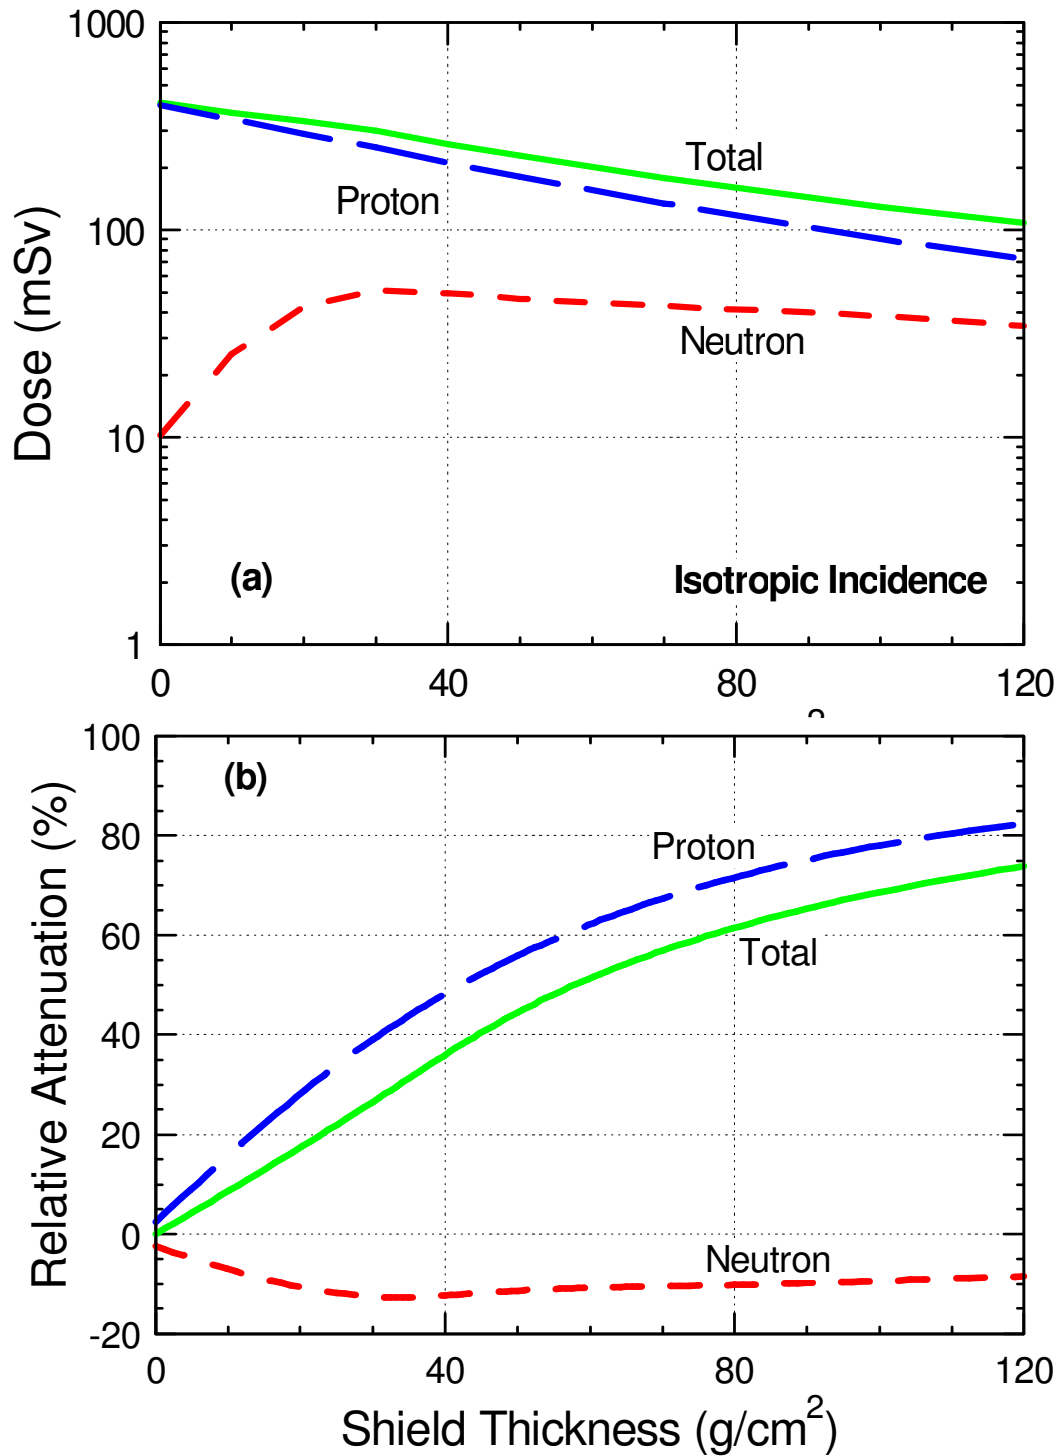 1000
100
10
1
Dose (mSv)
Total
Proton
Neutron
(a)
Isotropic Incidence
0
40
80
120
100
80
60
40
20
0
-20
Relative Attenuation (%)
(b)
Proton
Total
Neutron
0
40
80
120
Shield Thickness (g/cm²)